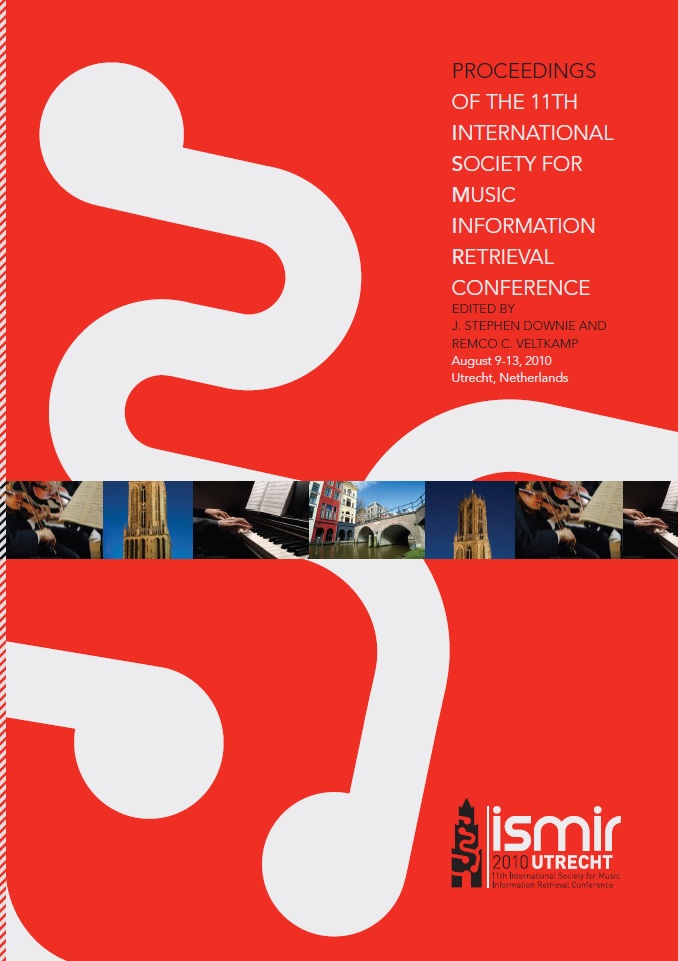 PROCEEDINGS
OF THE 11TH
INTERNATIONAL
SOCIETY FOR
MUSIC
INFORMATION
RETRIEVAL
CONFERENCE
EDITED BY
J. STEPHEN DOWNIE AND
REMCO C. VELTKAMP
August 9-13, 2010
Utrecht, Netherlands
ismir
2010 UTRECHT
11th International Society for Music
Information Retrieval Conference